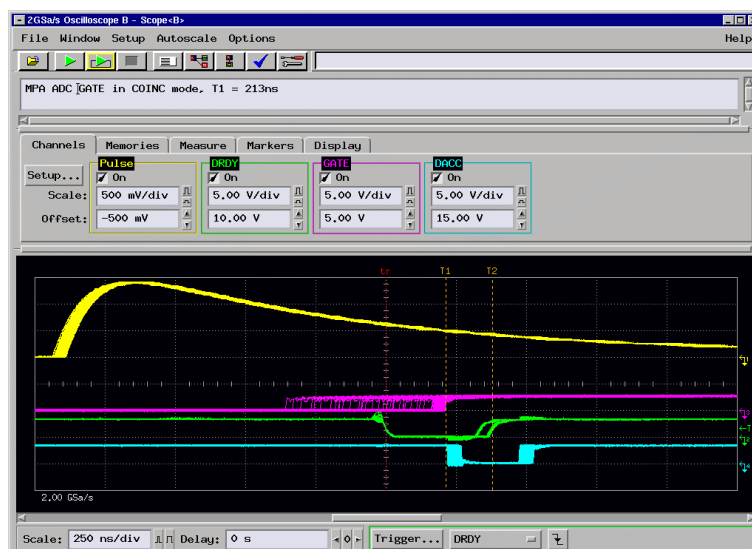 2GSa/s Oscilloscope B - Scope<B>
File Window Setup Autoscale Options Help
MPA ADC GATE in COINC mode, T1 = 213ns
Channels Memories Measure Markers Display
Pulse DRDY GATE DACC
Setup... On On On On
Scale: 500 mV/div 5.00 V/div 5.00 V/div 5.00 V/div
Offset: -500 mV 10.00 V 5.00 V 15.00 V
tr T1 T2
2.00 GSa/s
Scale: 250 ns/div Delay: 0 s 0 Trigger... DRDY